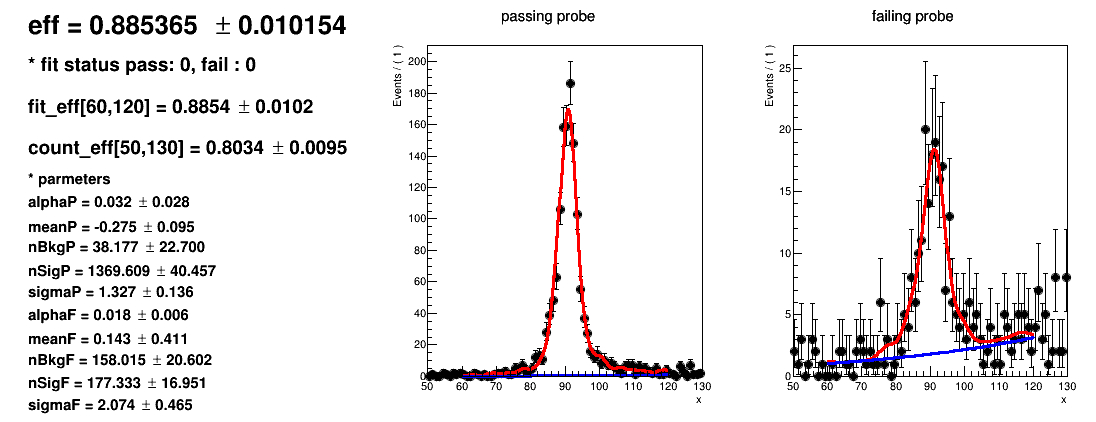 eff = 0.885365 ± 0.010154
* fit status pass: 0, fail : 0
fit_eff[60,120] = 0.8854 ± 0.0102
count_eff[50,130] = 0.8034 ± 0.0095
* parmeters
alphaP = 0.032 ± 0.028
meanP = -0.275 ± 0.095
nBkgP = 38.177 ± 22.700
nSigP = 1369.609 ± 40.457
sigmaP = 1.327 ± 0.136
alphaF = 0.018 ± 0.006
meanF = 0.143 ± 0.411
nBkgF = 158.015 ± 20.602
nSigF = 177.333 ± 16.951
sigmaF = 2.074 ± 0.465
passing probe
Events / ( 1 )
200
180
160
140
120
100
80
60
40
20
0
50 60 70 80 90 100 110 120 130
x
failing probe
Events / ( 1 )
25
20
15
10
5
0
50 60 70 80 90 100 110 120 130
x